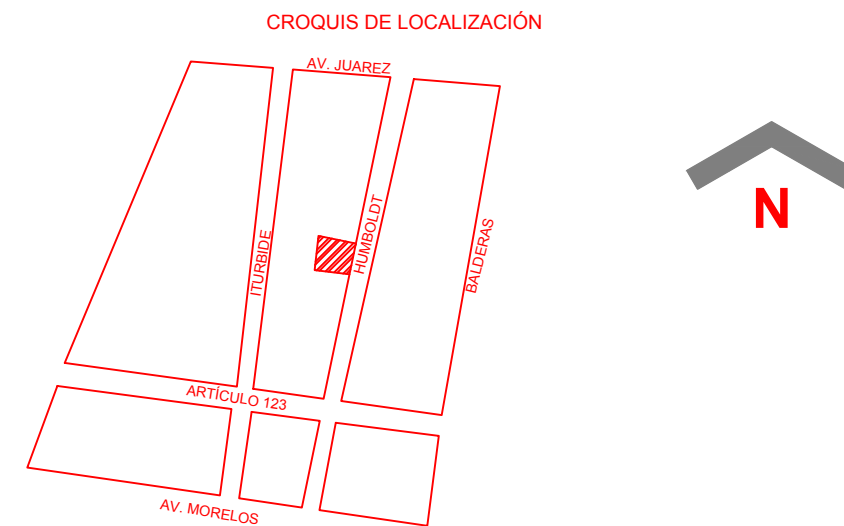 CROQUIS DE LOCALIZACIÓN
AV. JUAREZ
N
ITURBIDE
HUMBOLDT
BALDERAS
ARTÍCULO 123
AV. MORELOS